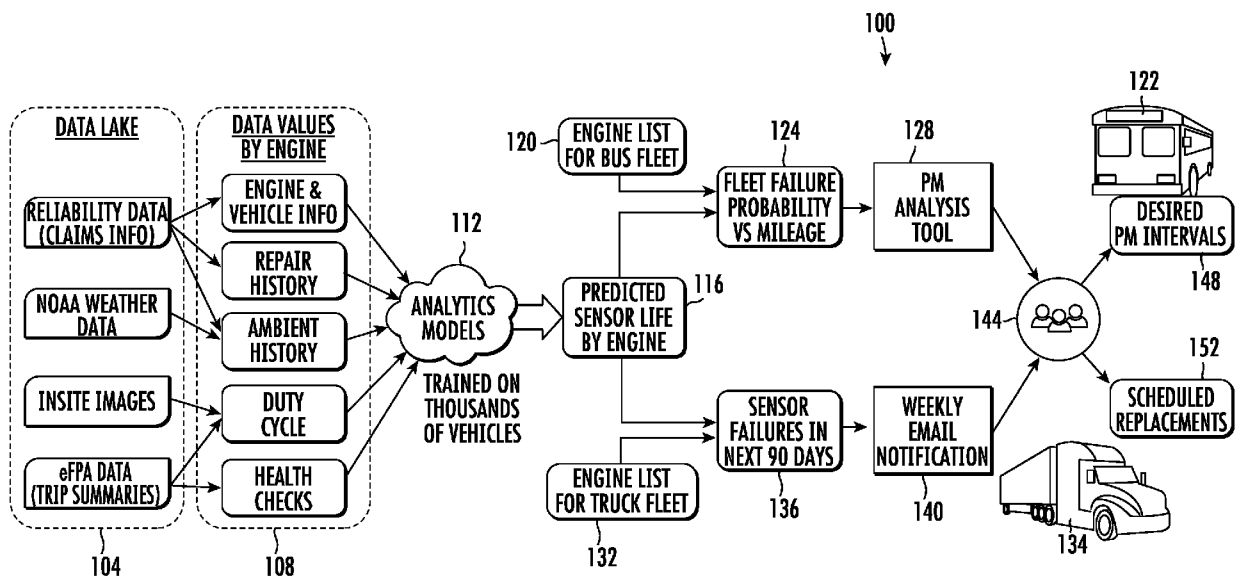 100
DATA LAKE
RELIABILITY DATA
(CLAIMS INFO)
NOAA WEATHER
DATA
INSITE IMAGES
eFPA DATA
(TRIP SUMMARIES)
104
DATA VALUES
BY ENGINE
ENGINE &
VEHICLE INFO
REPAIR
HISTORY
AMBIENT
HISTORY
DUTY
CYCLE
HEALTH
CHECKS
108
112
ANALYTICS
MODELS
TRAINED ON
THOUSANDS
OF VEHICLES
PREDICTED
SENSOR LIFE
BY ENGINE
116
120
ENGINE LIST
FOR BUS FLEET
124
FLEET FAILURE
PROBABILITY
VS MILEAGE
128
PM
ANALYSIS
TOOL
ENGINE LIST
FOR TRUCK FLEET
132
SENSOR
FAILURES IN
NEXT 90 DAYS
136
WEEKLY
EMAIL
NOTIFICATION
140
144
122
DESIRED
PM INTERVALS
148
152
SCHEDULED
REPLACEMENTS
134